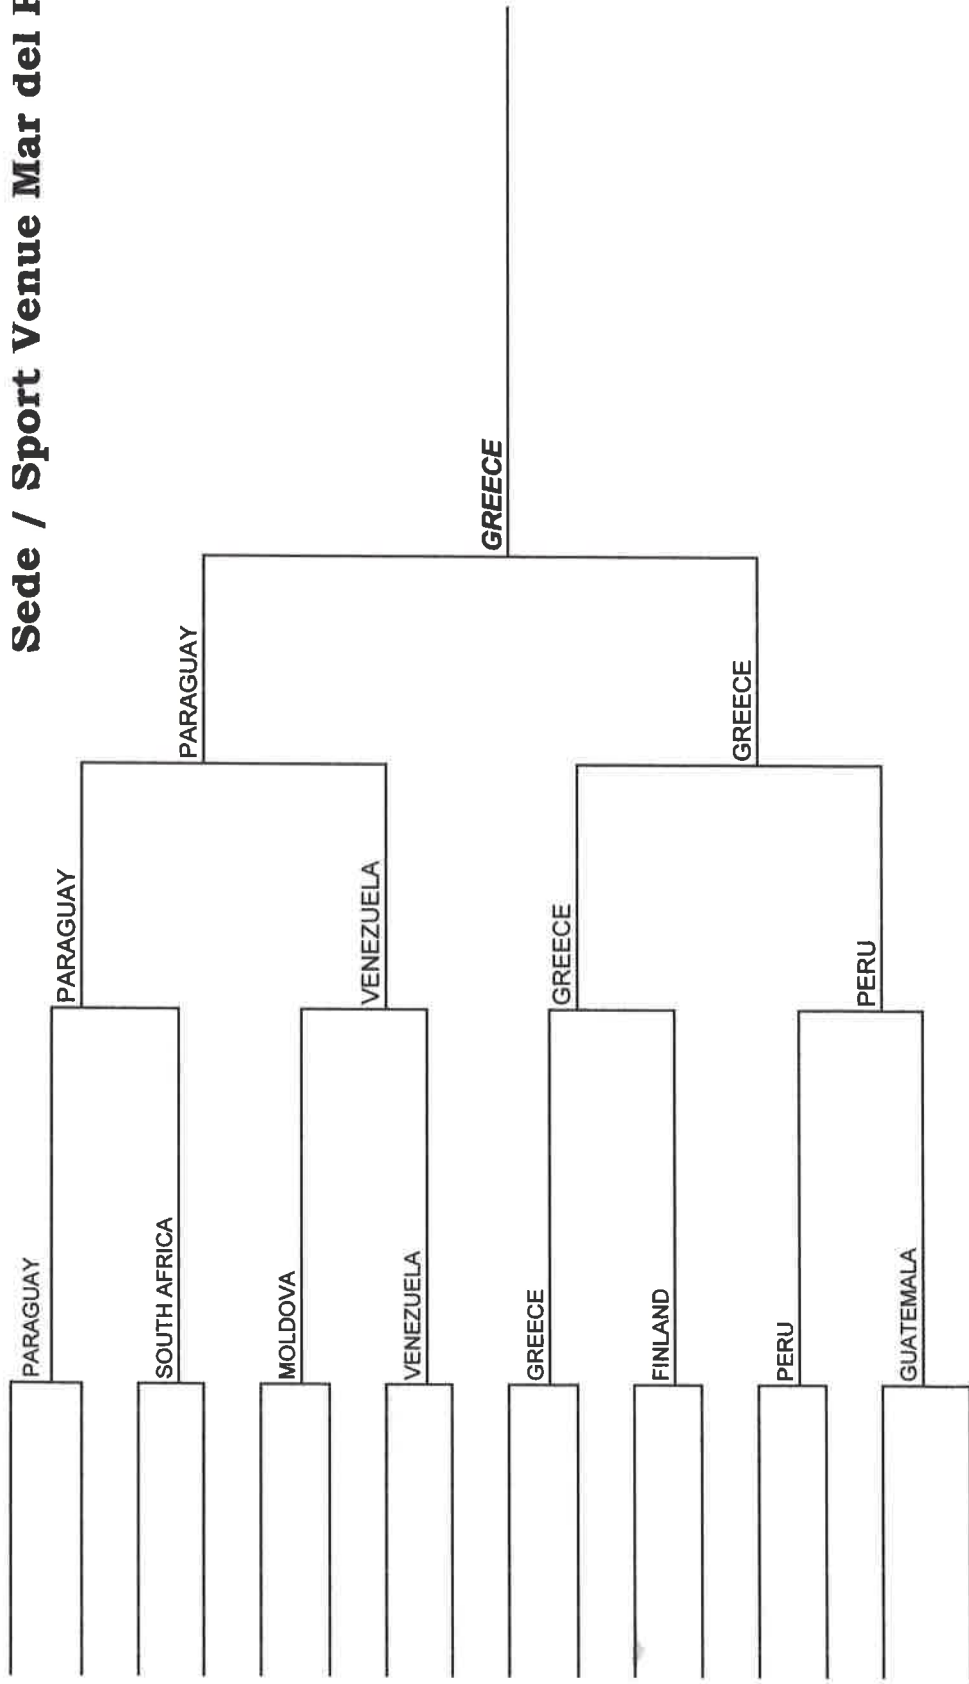 Sede / Sport Venue Mar del
PARAGUAY
SOUTH AFRICA
MOLDOVA
VENEZUELA
GREECE
FINLAND
PERU
GUATEMALA
PARAGUAY
VENEZUELA
GREECE
PERU
PARAGUAY
GREECE
GREECE